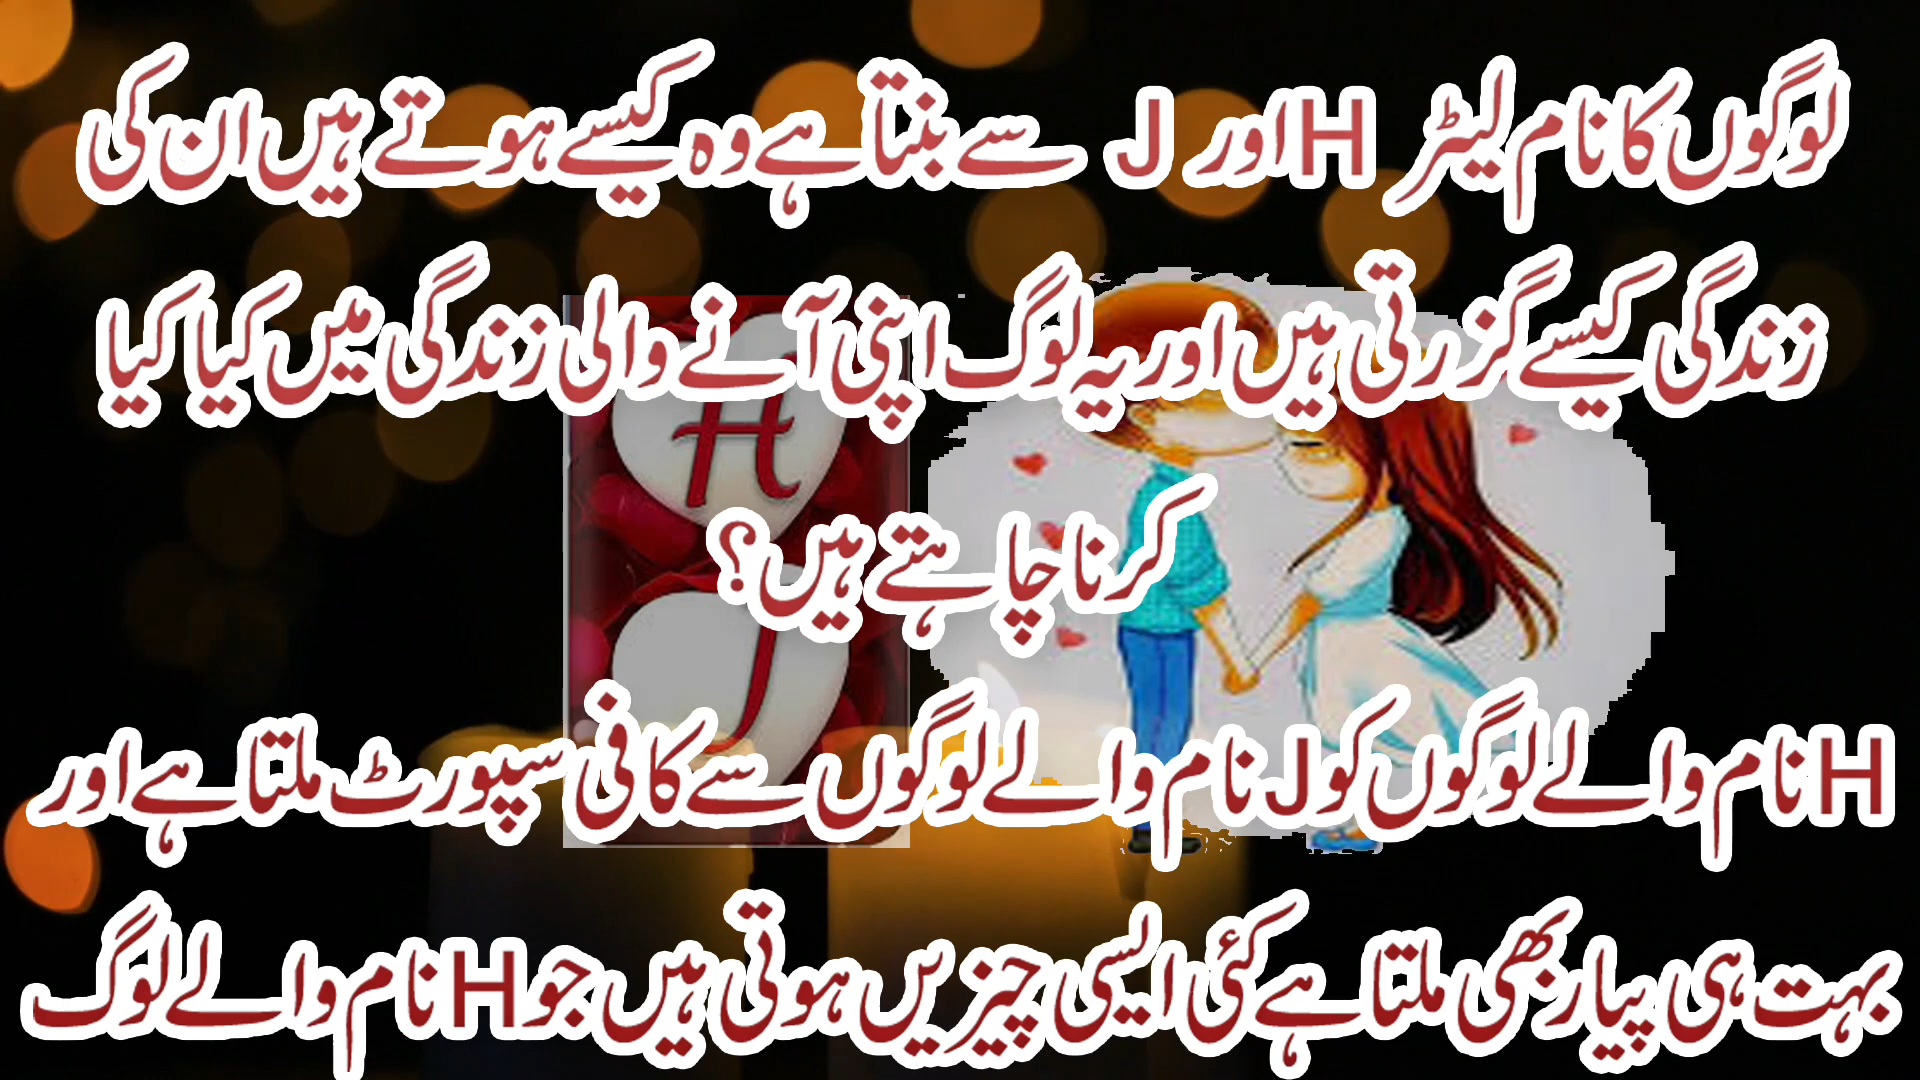 لوگوں کا نام لیٹر H اور J سے بنتا ہے وہ کیسے ہوتے ہیں ان کی
زندگی کیسے گزرتی ہیں اور یہ لوگ اپنی آنے والی زندگی میں کیا کیا
کرنا چاہتے ہیں؟
H نام والے لوگوں کو J نام والے لوگوں سے کافی سپورٹ ملتا ہے اور
بہت ہی پیار بھی ملتا ہے کئی ایسی چیزیں ہوتی ہیں جو H نام والے لوگ
H
J